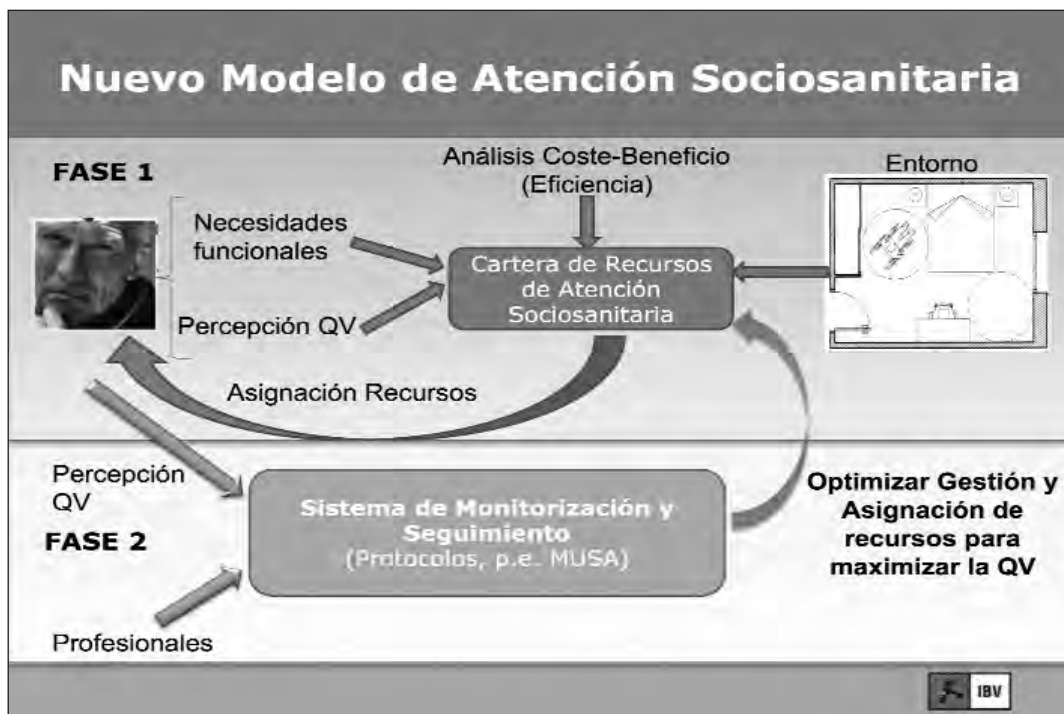 Nuevo Modelo de Atención Sociosanitaria
FASE 1
Análisis Coste-Beneficio
(Eficiencia)
Entorno
Necesidades
funcionales
Cartera de Recursos
de Atención
Sociosanitaria
Percepción QV
Asignación Recursos
Percepción
QV
FASE 2
Sistema de Monitorización y
Seguimiento
(Protocolos, p.e. MUSA)
Optimizar Gestión y
Asignación de
recursos para
maximizar la QV
Profesionales
IBV